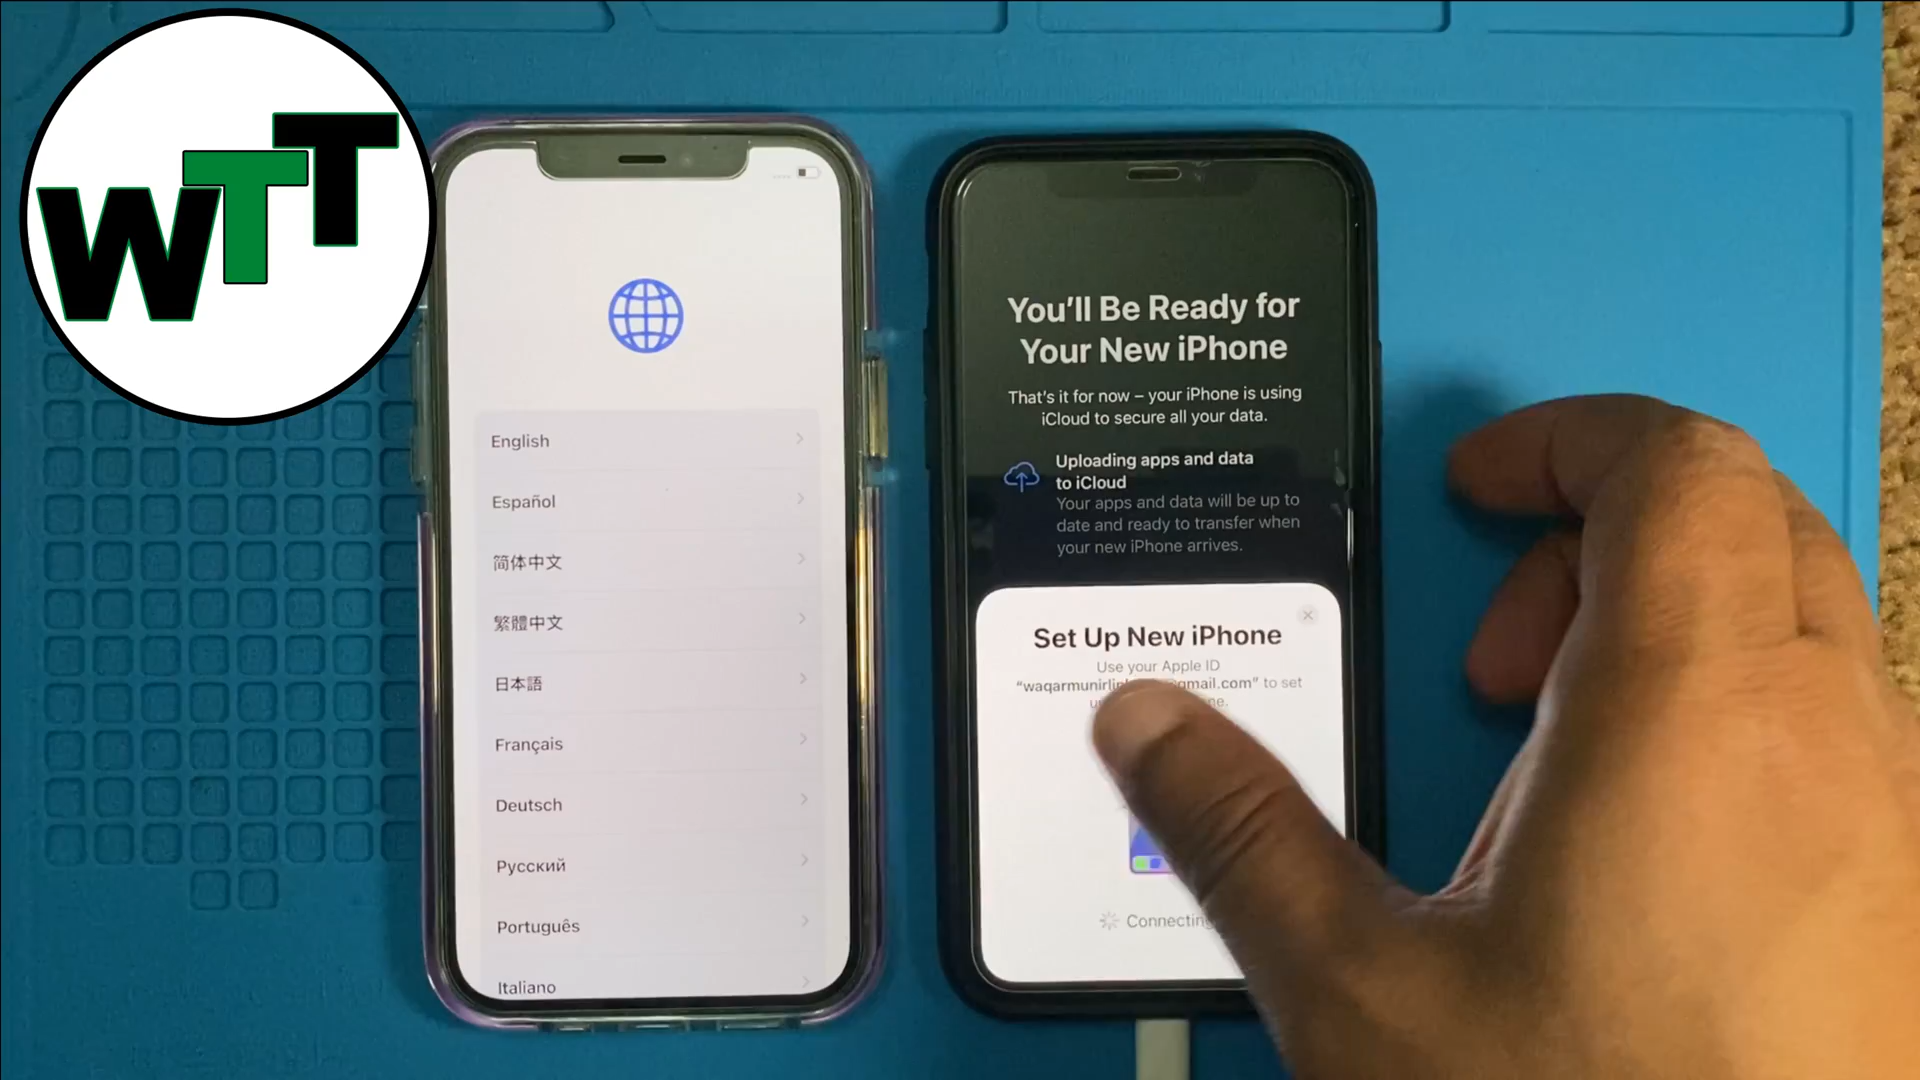 WTT
English
Español
简体中文
繁體中文
日本語
Français
Deutsch
Русский
Português
Italiano
You'll Be Ready for
Your New iPhone
That's it for now – your iPhone is using
iCloud to secure all your data.
Uploading apps and data
to iCloud
Your apps and data will be up to
date and ready to transfer when
your new iPhone arrives.
Set Up New iPhone
Use your Apple ID
gmail.com" to set
Connecting